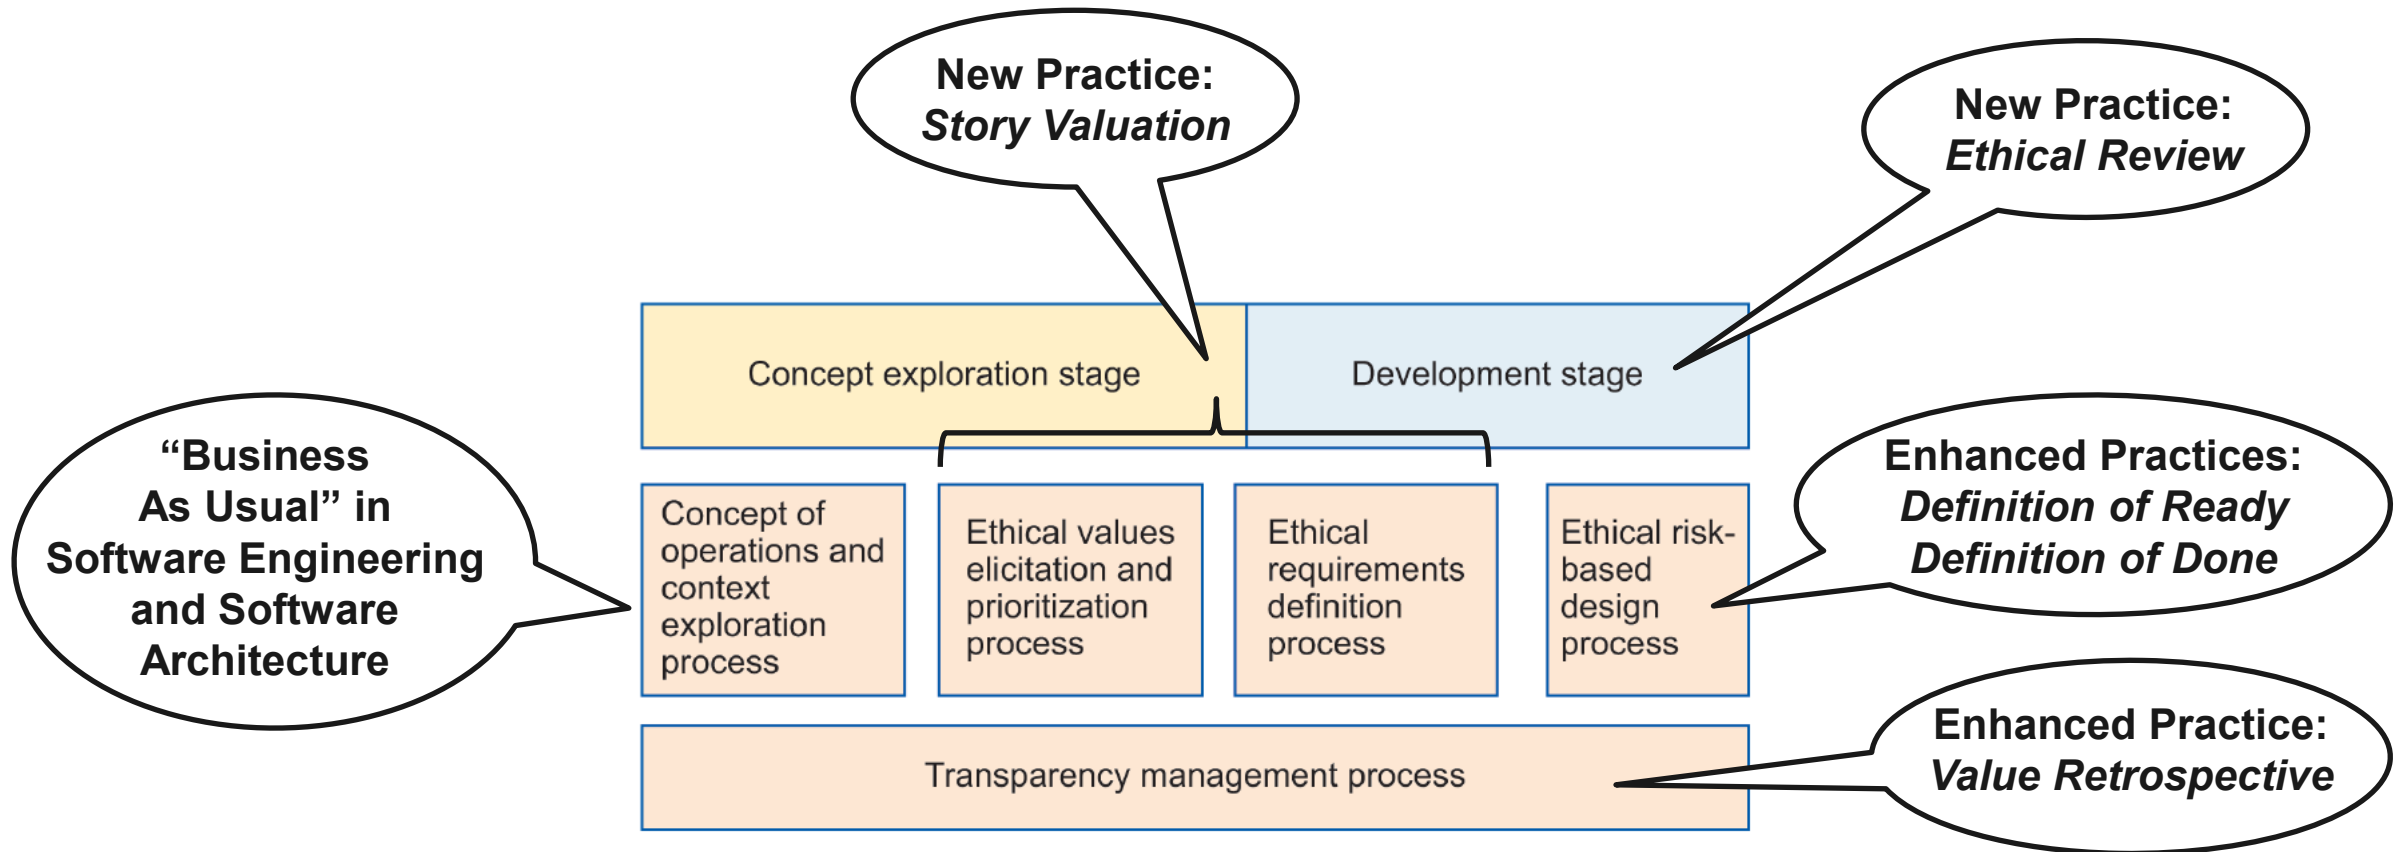 New Practice:
Story Valuation
New Practice:
Ethical Review
Concept exploration stage
Development stage
“Business
As Usual” in
Software Engineering
and Software
Architecture
Enhanced Practices:
Definition of Ready
Definition of Done
Concept of
operations and
context
exploration
process
Ethical values
elicitation and
prioritization
process
Ethical
requirements
definition
process
Ethical risk-
based
design
process
Enhanced Practice:
Value Retrospective
Transparency management process